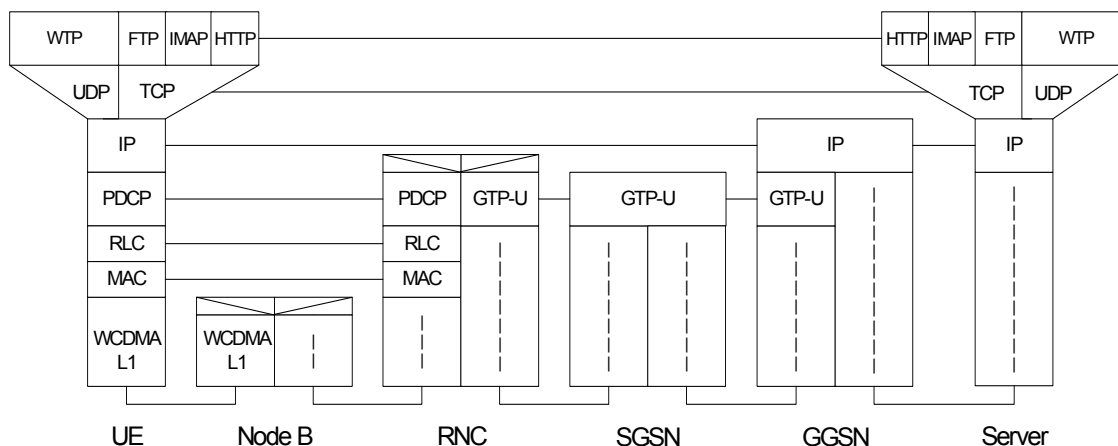 WTP FTP IMAP HTTP HTTP IMAP FTP WTP
UDP TCP TCP UDP
IP IP IP
PDCP PDCP GTP-U GTP-U GTP-U
RLC RLC
MAC MAC
WCDMA WCDMA
L1 L1
UE Node B RNC SGSN GGSN Server